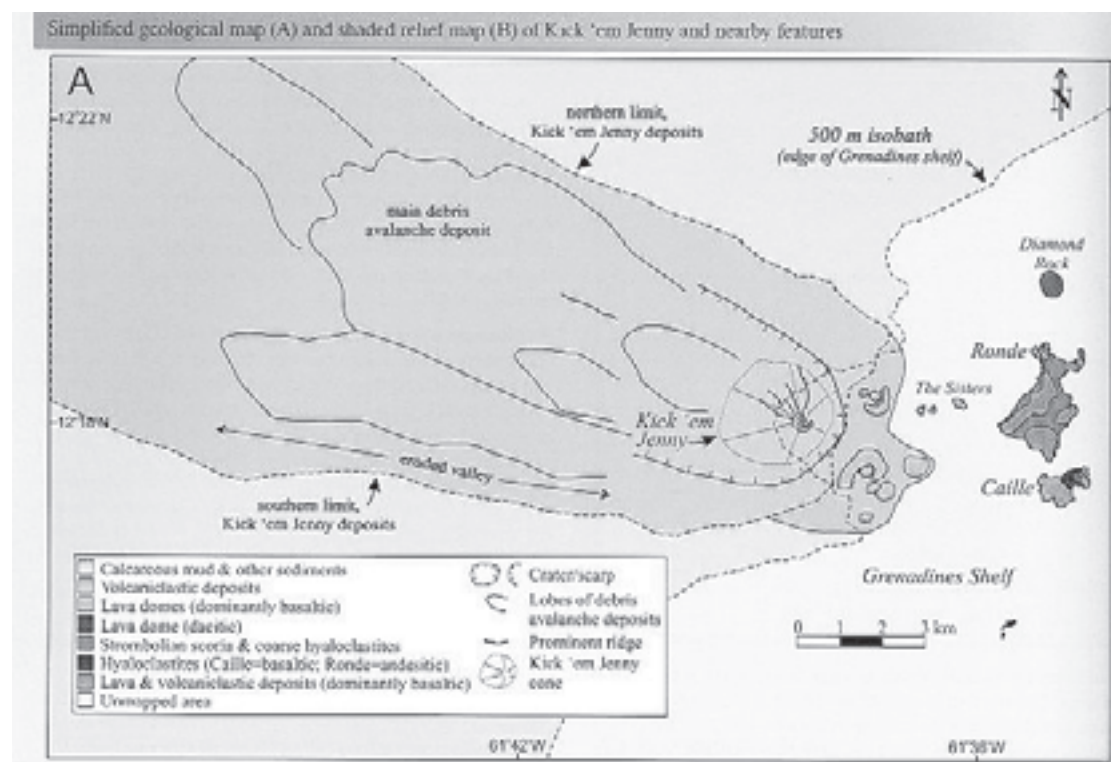 Simplified geological map (A) and shaded relief map (B) of Kick 'em Jenny and nearby features
A
12°22'N
northern limit,
Kick 'em Jenny deposits
500 m isobath
(edge of Grenadines shelf)
N
main debris
avalanche deposit
Diamond
Rock
Ronde
The Sisters
12°18'N
Kick 'em
Jenny
eroded valley
Caille
southern limit,
Kick 'em Jenny deposits
Grenadines Shelf
Calcareous mud & other sediments
Volcaniclastic deposits
Lava domes (dominantly basaltic)
Lava dome (dacitic)
Strombolian scoria & coarse hyaloclastites
Hyaloclastites (Caille=basaltic; Ronde=andesitic)
Lava & volcaniclastic deposits (dominantly basaltic)
Unmapped area
Crater/scarp
Lobes of debris
avalanche deposits
Prominent ridge
Kick 'em Jenny
cone
0 1 2 3 km
61°42'W
61°38'W